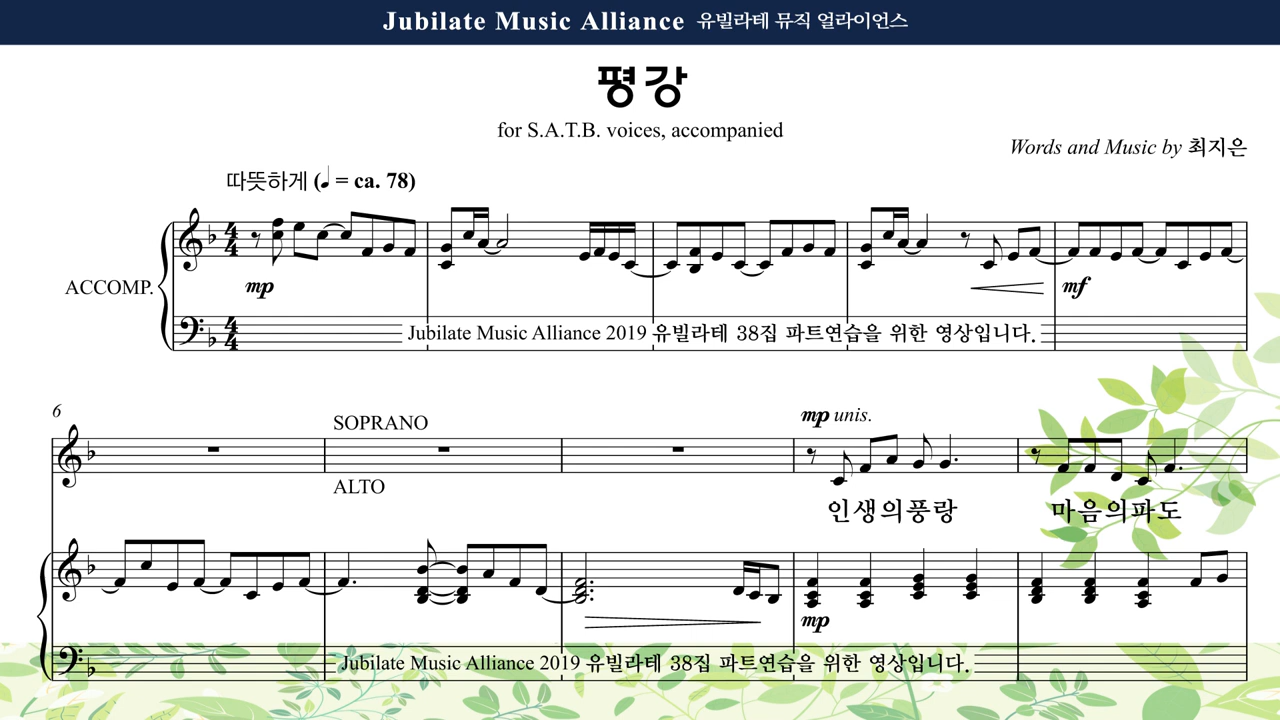 Jubilate Music Alliance 유빌라테 뮤직 얼라이언스
평강
for S.A.T.B. voices, accompanied
Words and Music by 최지은
따뜻하게 (♩ = ca. 78)
4 4
ACCOMP.
mp
mf
4 4
Jubilate Music Alliance 2019 유빌라테 38집 파트연습을 위한 영상입니다.
6
SOPRANO
mp unis.
ALTO
인생의풍랑 마음의파도
mp
Jubilate Music Alliance 2019 유빌라테 38집 파트연습을 위한 영상입니다.